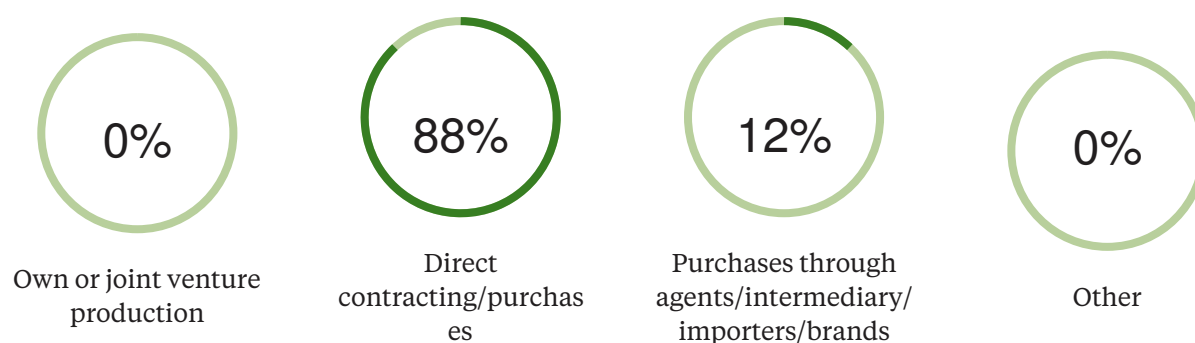 0%
Own or joint venture
production
88%
Direct
contracting/purchas
es
12%
Purchases through
agents/intermediary/
importers/brands
0%
Other